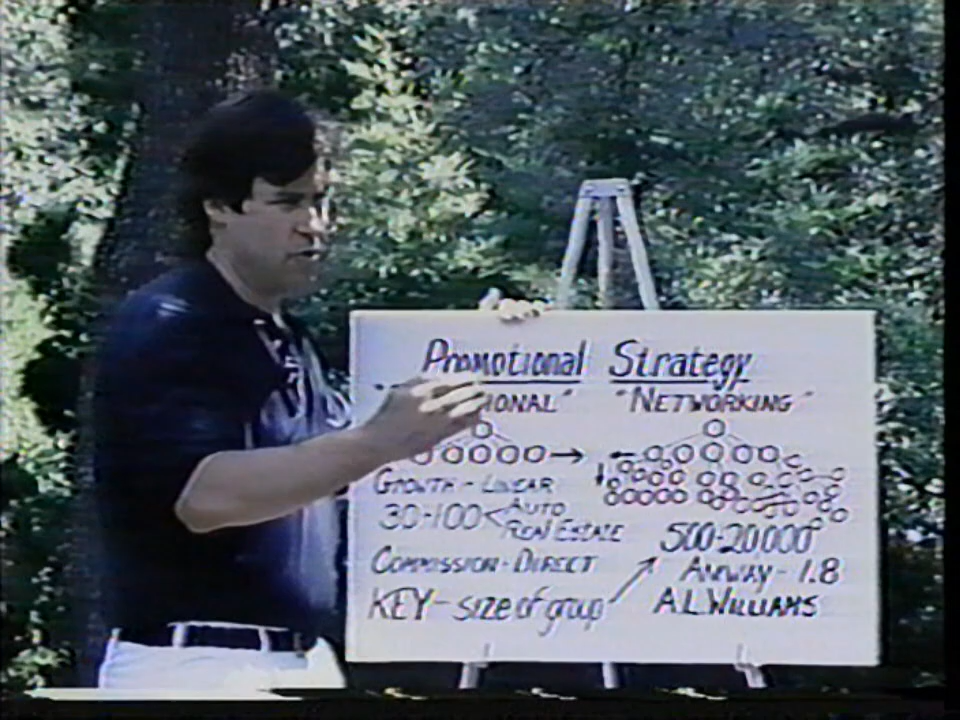 Promotional Strategy
IONAL" "NETWORKING"
GROWTH - LINEAR
30-100 < AUTO
REAL ESTATE
500-20,000
COMMISSION - DIRECT
AMWAY - 1.8
KEY - size of group
A.L. WILLIAMS